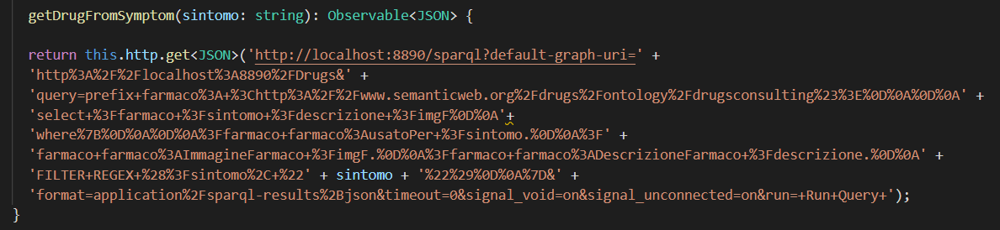 getDrugFromSymptom(sintomo: string): Observable<JSON> {
return this.http.get<JSON>('http://localhost:8890/sparql?default-graph-uri=' +
'http%3A%2F%2Flocalhost%3A8890%2FDrugs&' +
'query=prefix+farmaco%3A+%3Chttp%3A%2F%2Fwww.semanticweb.org%2Fdrugs%2Fontology%2Fdrugsconsulting%23%3E%0D%0A%0D%0A' +
'select+%3Ffarmaco+%3Fsintomo+%3Fdescrizione+%3FimgF%0D%0A'+
'where%7B%0D%0A%0D%0A%3Ffarmaco+farmaco%3AusatoPer+%3Fsintomo.%0D%0A%3F' +
'farmaco+farmaco%3AImmagineFarmaco+%3FimgF.%0D%0A%3Ffarmaco+farmaco%3ADescrizioneFarmaco+%3Fdescrizione.%0D%0A' +
'FILTER+REGEX+%28%3Fsintomo%2C+%22' + sintomo + '%22%29%0D%0A%7D&' +
'format=application%2Fsparql-results%2Bjson&timeout=0&signal_void=on&signal_unconnected=on&run=+Run+Query+');
}